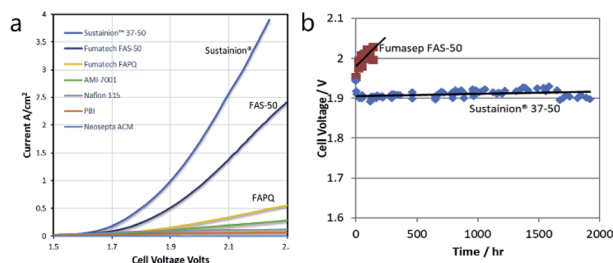 a
Current A/cm²
4
3.5
3
2.5
2
1.5
1
0.5
0
Sustainion™ 37-50
Fumatech FAS-50
Fumatech FAPQ
AMI-7001
Nafion 115
PBI
Neosepta ACM
Sustainion®
FAS-50
FAPQ
1.5 1.7 1.9 2.1 2.
Cell Voltage Volts
b
Cell Voltage / V
2.1
2
1.9
1.8
1.7
1.6
Fumasep FAS-50
Sustainion® 37-50
0 500 1000 1500 2000
Time / hr